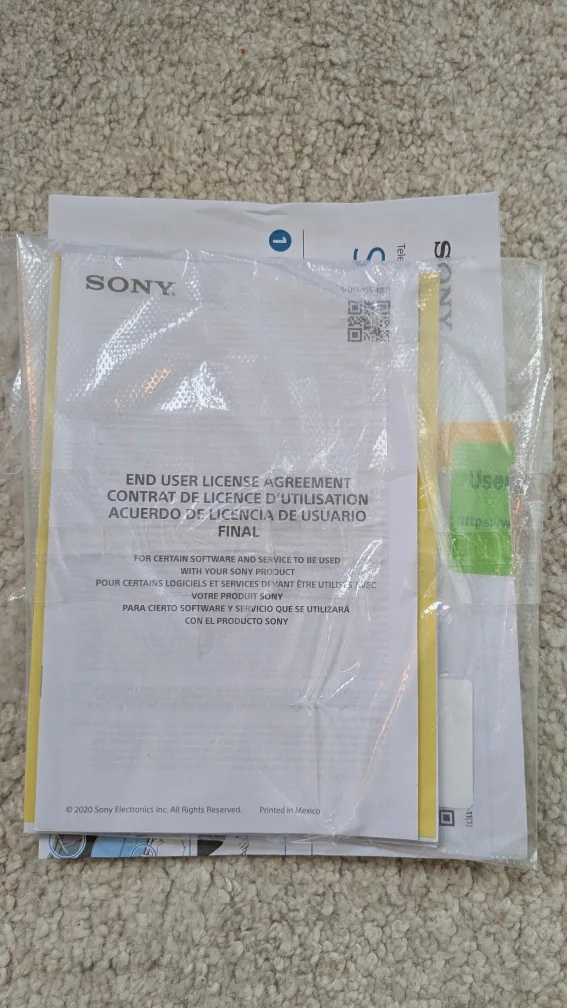 1
S
Tele
SONY
SONY
END USER LICENSE AGREEMENT
CONTRAT DE LICENCE D'UTILISATION
ACUERDO DE LICENCIA DE USUARIO
FINAL
FOR CERTAIN SOFTWARE AND SERVICE TO BE USED
WITH YOUR SONY PRODUCT
POUR CERTAINS LOGICIELS ET SERVICES DEVANT ÊTRE UTILISÉS AVEC
VOTRE PRODUIT SONY
PARA CIERTO SOFTWARE Y SERVICIO QUE SE UTILIZARÁ
CON EL PRODUCTO SONY
© 2020 Sony Electronics Inc. All Rights Reserved. Printed in Mexico
User
https://w